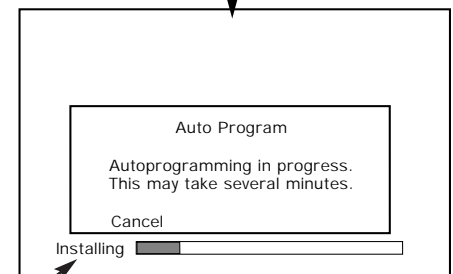 Auto Program
Autoprogramming in progress.
This may take several minutes.
Cancel
Installing